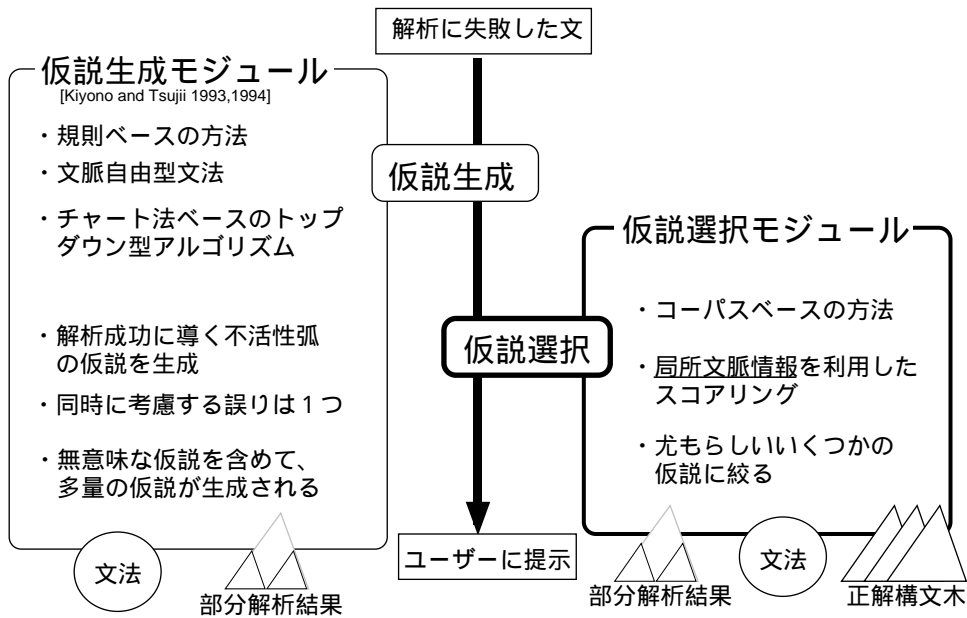 解析に失敗した文
仮説生成モジュール
[Kiyono and Tsujii 1993,1994]
・規則ベースの方法
・文脈自由型文法
・チャート法ベースのトップ
ダウン型アルゴリズム
・解析成功に導く不活性弧
の仮説を生成
・同時に考慮する誤りは１つ
・無意味な仮説を含めて、
多量の仮説が生成される
文法
部分解析結果
仮説生成
仮説選択
ユーザーに提示
仮説選択モジュール
・コーパスベースの方法
・局所文脈情報を利用した
スコアリング
・尤もらしいいくつかの
仮説に絞る
部分解析結果
文法
正解構文木